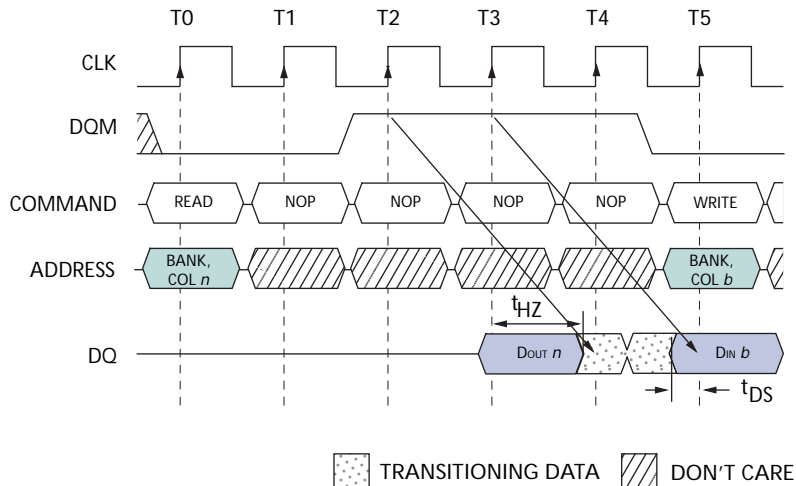 T0 T1 T2 T3 T4 T5
CLK
DQM
COMMAND READ NOP NOP NOP NOP WRITE
ADDRESS BANK, COL n BANK, COL b
tHZ
DQ DOUT n DIN b
tDS
TRANSITIONING DATA DON'T CARE